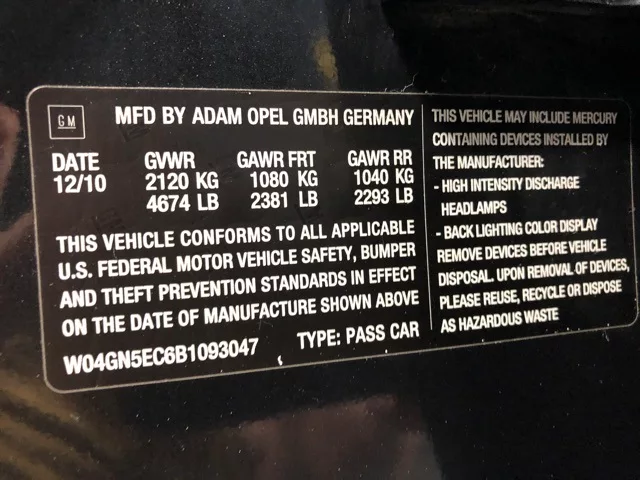 GM
MFD BY ADAM OPEL GMBH GERMANY
DATE GVWR GAWR FRT GAWR RR
12/10 2120 KG 1080 KG 1040 KG
4674 LB 2381 LB 2293 LB
THIS VEHICLE CONFORMS TO ALL APPLICABLE
U.S. FEDERAL MOTOR VEHICLE SAFETY, BUMPER
AND THEFT PREVENTION STANDARDS IN EFFECT
ON THE DATE OF MANUFACTURE SHOWN ABOVE
W04GN5EC6B1093047 TYPE: PASS CAR
THIS VEHICLE MAY INCLUDE MERCURY
CONTAINING DEVICES INSTALLED BY
THE MANUFACTURER:
- HIGH INTENSITY DISCHARGE
HEADLAMPS
- BACK LIGHTING COLOR DISPLAY
REMOVE DEVICES BEFORE VEHICLE
DISPOSAL. UPON REMOVAL OF DEVICES,
PLEASE REUSE, RECYCLE OR DISPOSE
AS HAZARDOUS WASTE